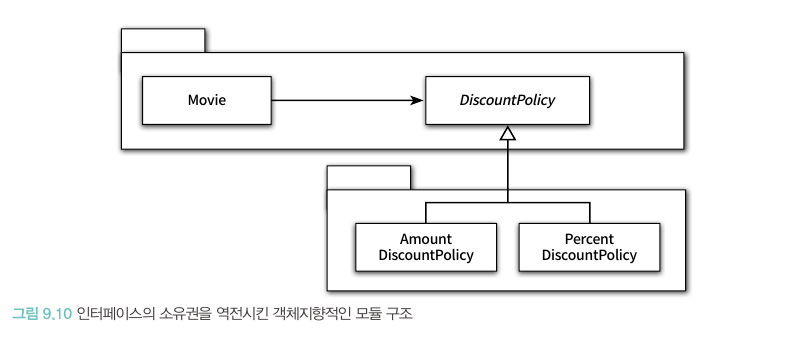 Movie
DiscountPolicy
Amount
DiscountPolicy
Percent
DiscountPolicy
그림 9.10 인터페이스의 소유권을 역전시킨 객체지향적인 모듈 구조